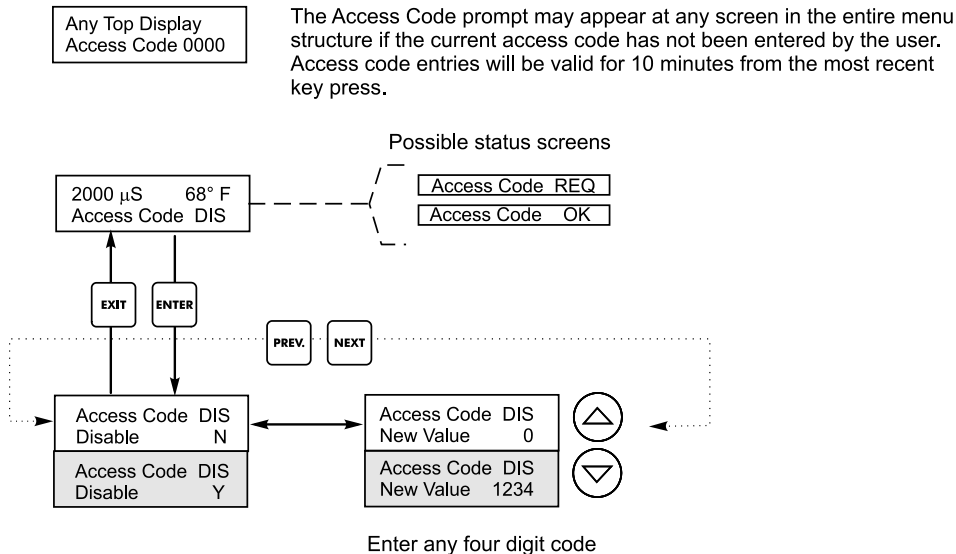 Any Top Display
Access Code 0000
The Access Code prompt may appear at any screen in the entire menu
structure if the current access code has not been entered by the user.
Access code entries will be valid for 10 minutes from the most recent
key press.
Possible status screens
2000 μS 68° F
Access Code DIS
Access Code REQ
Access Code OK
EXIT
ENTER
PREV.
NEXT
Access Code DIS
Disable N
Access Code DIS
Disable Y
Access Code DIS
New Value 0
Access Code DIS
New Value 1234
Enter any four digit code